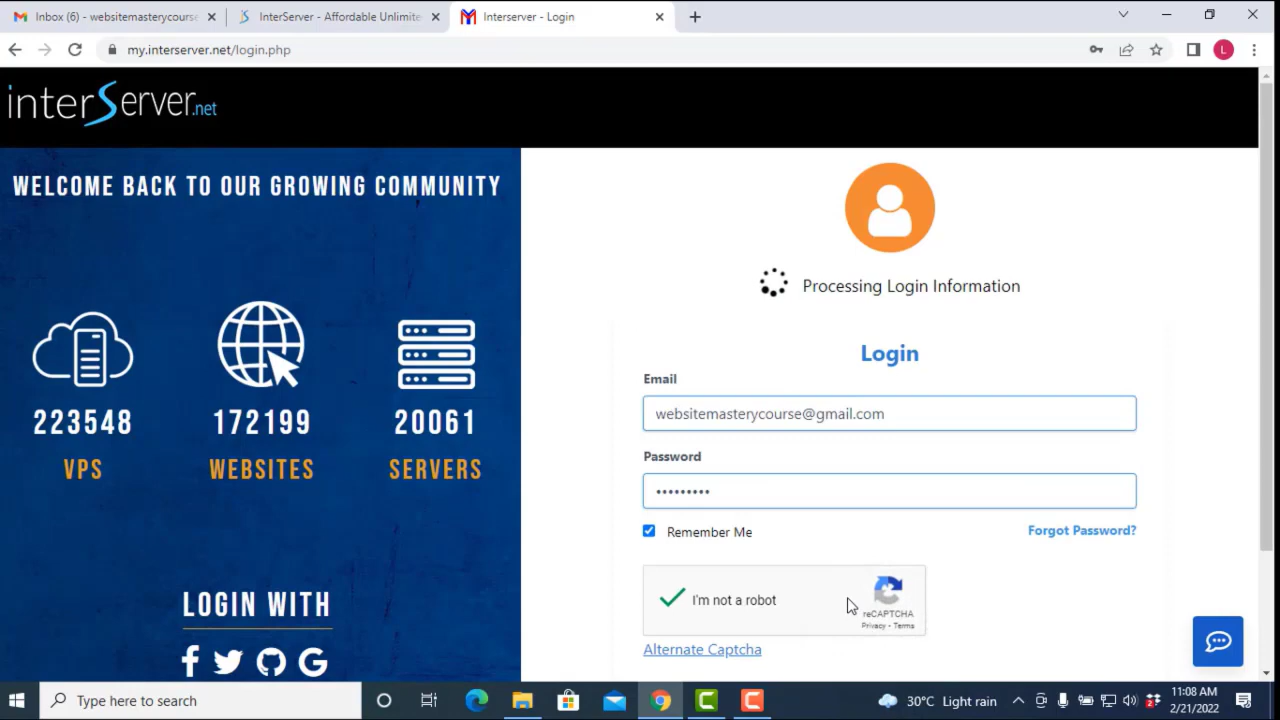 Inbox (6) - websitemasterycourse
InterServer - Affordable Unlimite
Interserver - Login
my.interserver.net/login.php
L
interServer.net
WELCOME BACK TO OUR GROWING COMMUNITY
Processing Login Information
Login
Email
websitemasterycourse@gmail.com
223548
172199
20061
VPS
WEBSITES
SERVERS
Password
•••••••••
Remember Me
Forgot Password?
I'm not a robot
reCAPTCHA
Privacy - Terms
LOGIN WITH
Alternate Captcha
Type here to search
30°C Light rain
11:08 AM
2/21/2022
2